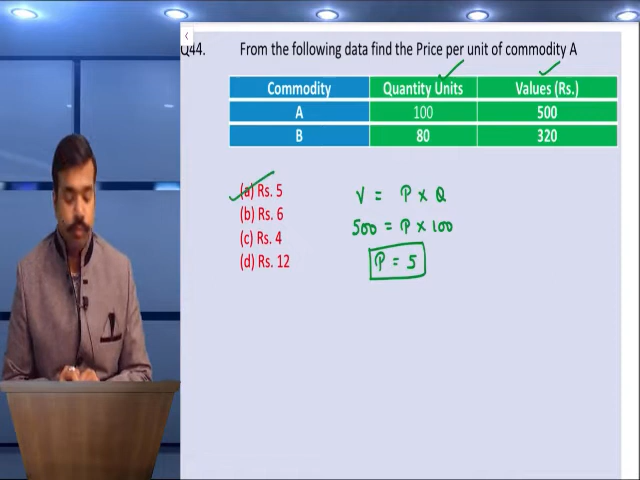 Q44. From the following data find the Price per unit of commodity A
Commodity Quantity Units Values (Rs.)
A 100 500
B 80 320
(a) Rs. 5
(b) Rs. 6
(c) Rs. 4
(d) Rs. 12
V = P × Q
500 = P × 100
P = 5